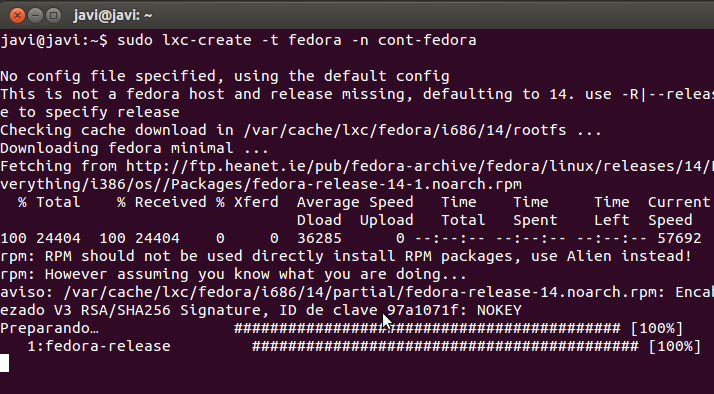 javi@javi: ~
javi@javi:~$ sudo lxc-create -t fedora -n cont-fedora
No config file specified, using the default config
This is not a fedora host and release missing, defaulting to 14. use -R|--releas
e to specify release
Checking cache download in /var/cache/lxc/fedora/i686/14/rootfs ...
Downloading fedora minimal ...
Fetching from http://ftp.heanet.ie/pub/fedora-archive/fedora/linux/releases/14/E
verything/i386/os//Packages/fedora-release-14-1.noarch.rpm
  % Total    % Received % Xferd  Average Speed   Time    Time     Time  Current
                                 Dload  Upload   Total   Spent    Left  Speed
100 24404  100 24404    0     0  36285      0 --:--:-- --:--:-- --:--:-- 57692
rpm: RPM should not be used directly install RPM packages, use Alien instead!
rpm: However assuming you know what you are doing...
aviso: /var/cache/lxc/fedora/i686/14/partial/fedora-release-14.noarch.rpm: Encab
ezado V3 RSA/SHA256 Signature, ID de clave 97a1071f: NOKEY
Preparando…               ########################################### [100%]
   1:fedora-release         ########################################### [100%]